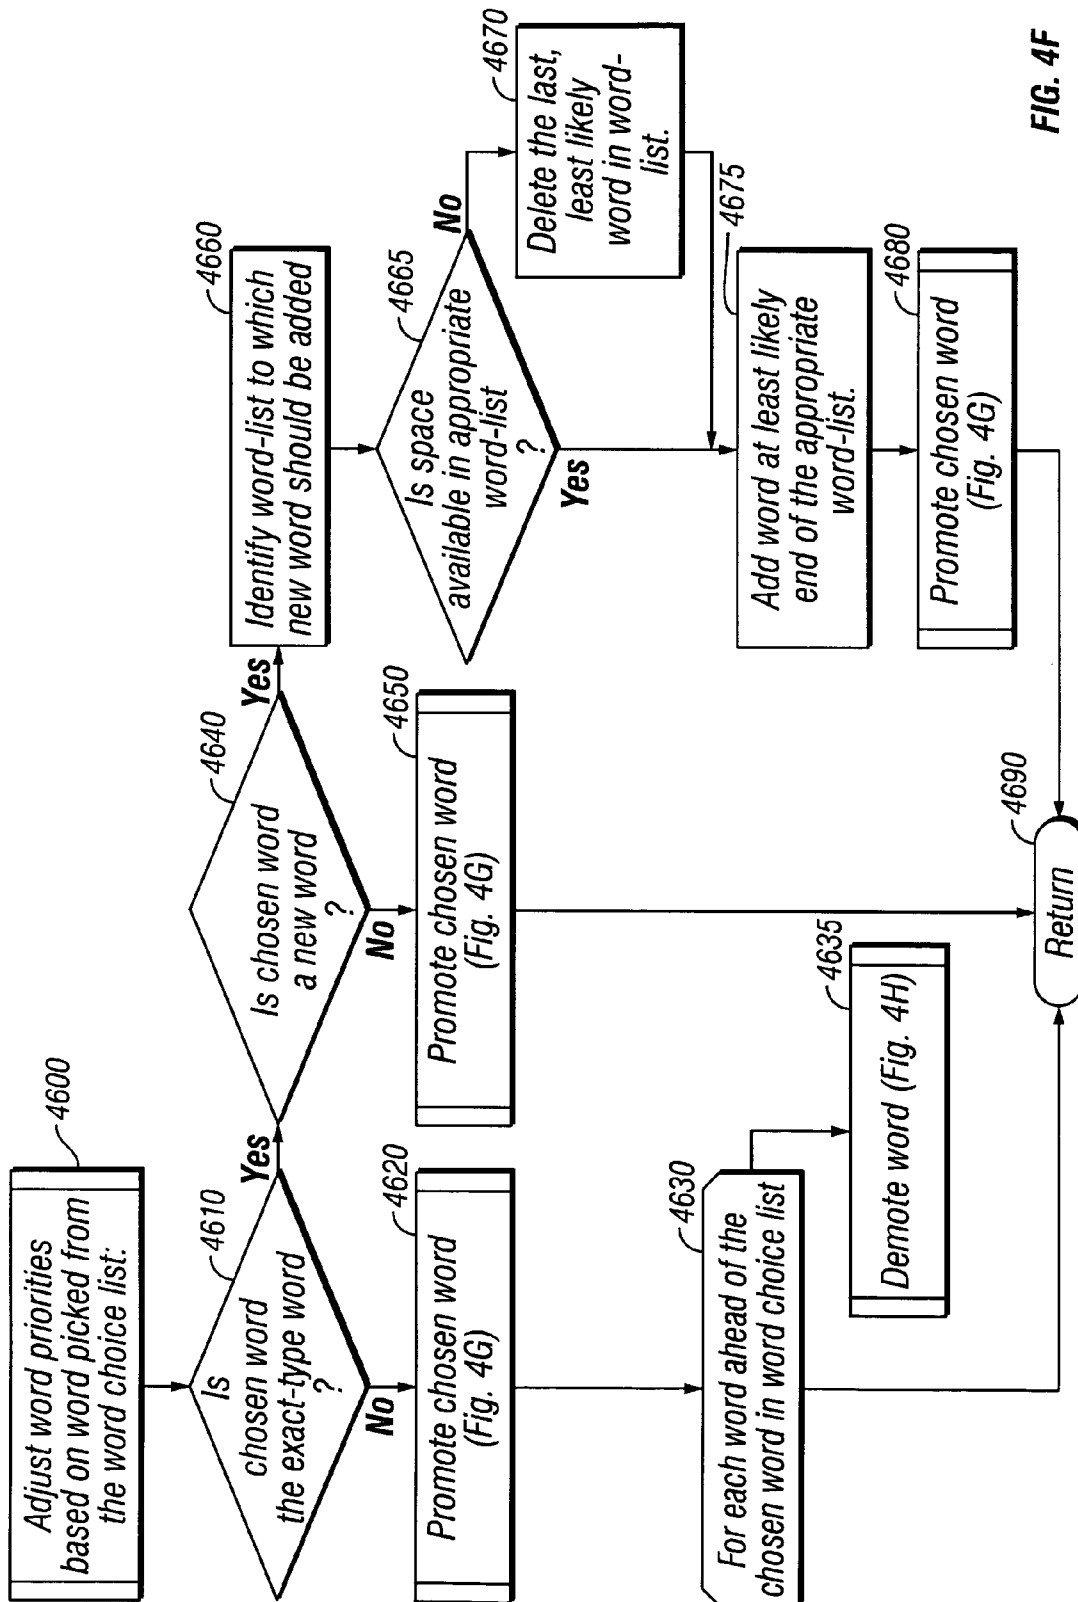 4600
Adjust word priorities
based on word picked from
the word choice list:
4610
Is
chosen word
the exact-type word
?
Yes
No
4620
Promote chosen word
(Fig. 4G)
4630
For each word ahead of the
chosen word in word choice list
4635
Demote word (Fig. 4H)
4640
Is chosen word
a new word
?
Yes
No
4650
Promote chosen word
(Fig. 4G)
4660
Identify word-list to which
new word should be added
4665
Is space
available in appropriate
word-list
?
No
Yes
4670
Delete the last,
least likely
word in word-
list.
4675
Add word at least likely
end of the appropriate
word-list.
4680
Promote chosen word
(Fig. 4G)
4690
Return
FIG. 4F